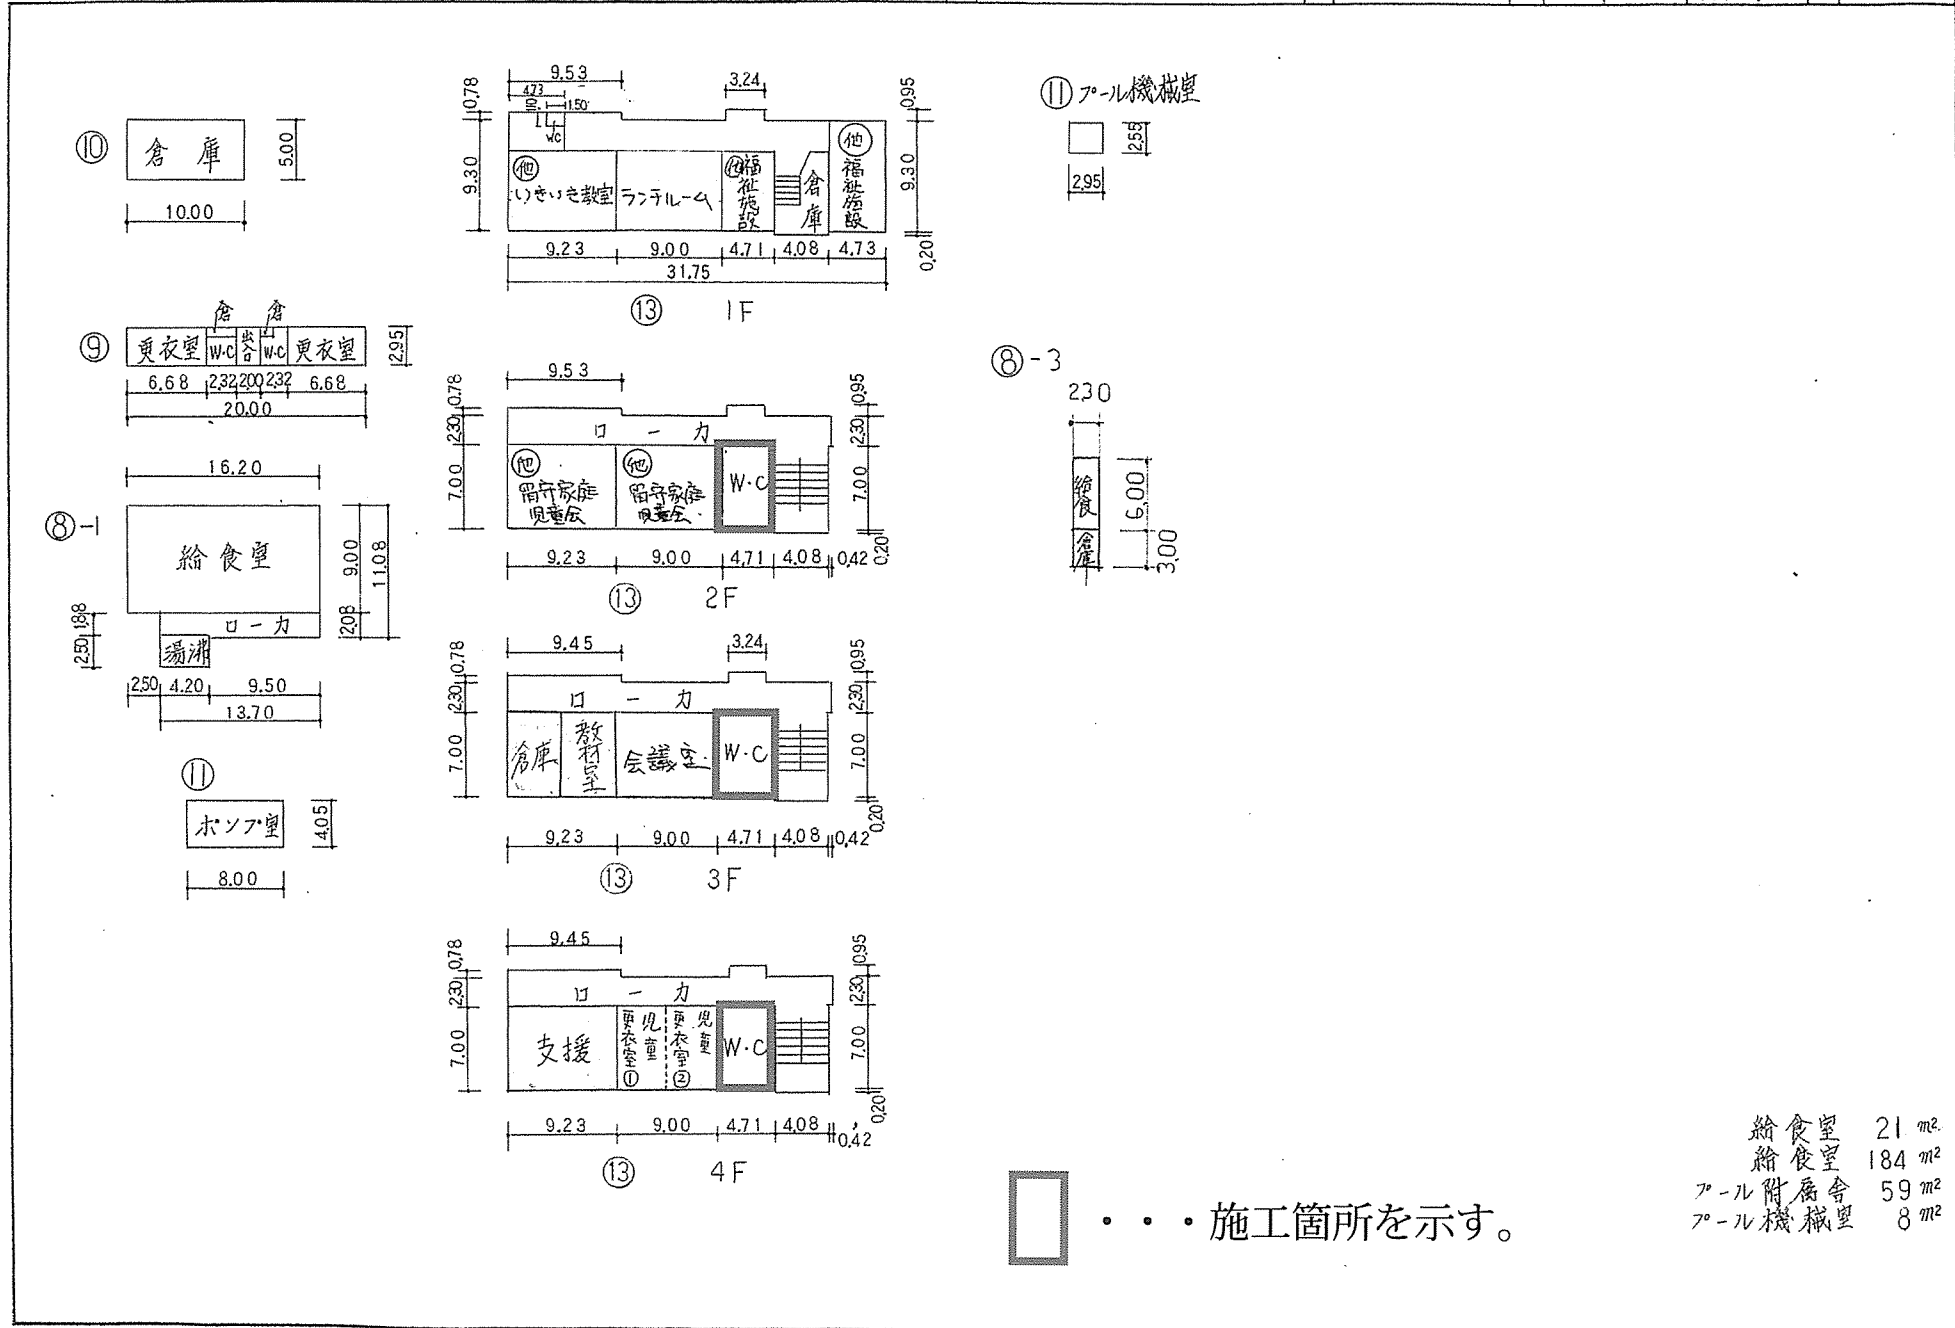 ⑩
倉庫
5.00
10.00
⑨
倉 倉
更衣室 W・C 出入口 W・C 更衣室
2.95
6.68 2.32 2.00 2.32 6.68
20.00
16.20
⑧-1
給食室
9.00
11.08
ローカ
2.08
1.88
2.50
湯沸
2.50 4.20 9.50
13.70
⑪
ポンプ室
4.05
8.00
9.53
4.73
1.50
3.24
0.78
0.95
WC
9.30
9.30
他 いきいき教室
ランチルーム
他 福祉施設
倉庫
他 福祉施設
0.20
9.23 9.00 4.71 4.08 4.73
31.75
⑬ 1F
9.53
0.78
0.95
2.30
ローカ
2.30
7.00
他 留守家庭児童会
他 留守家庭児童会
W・C
7.00
0.20
9.23 9.00 4.71 4.08 0.42
⑬ 2F
9.45
3.24
0.78
0.95
2.30
ローカ
2.30
7.00
倉庫
教材室
会議室
W・C
7.00
0.20
9.23 9.00 4.71 4.08 0.42
⑬ 3F
9.45
0.78
0.95
2.30
ローカ
2.30
7.00
支援
児童更衣室①
児童更衣室②
W・C
7.00
0.20
9.23 9.00 4.71 4.08 0.42
⑬ 4F
⑪ プール機械室
2.55
2.95
⑧-3
2.30
給食
6.00
倉庫
3.00
・・・施工箇所を示す。
給食室 21 m²
給食室 184 m²
プール附属舎 59 m²
プール機械室 8 m²